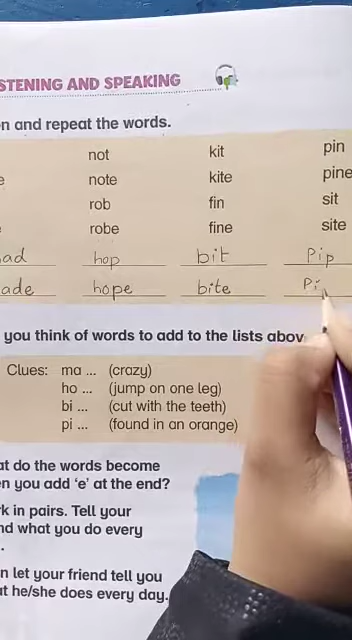 STENING AND SPEAKING
n and repeat the words.
not kit pin
e note kite pine
rob fin sit
robe fine site
ad hop bit Pip
ade hope bite Pi
you think of words to add to the lists abov
Clues: ma ... (crazy)
ho ... (jump on one leg)
bi ... (cut with the teeth)
pi ... (found in an orange)
at do the words become
n you add ‘e’ at the end?
k in pairs. Tell your
nd what you do every
.
n let your friend tell you
at he/she does every day.